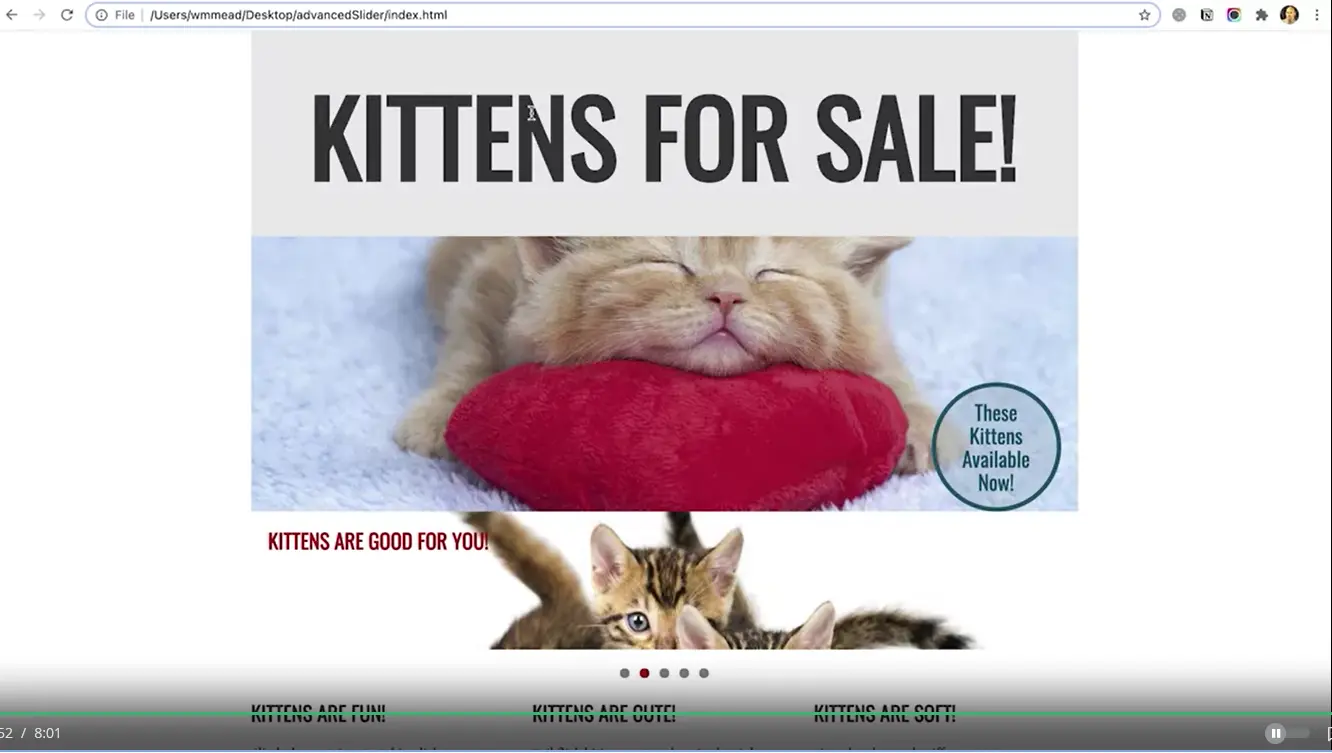 File /Users/wmmead/Desktop/advancedSlider/index.html
KITTENS FOR SALE!
These
Kittens
Available
Now!
KITTENS ARE GOOD FOR YOU!
KITTENS ARE FUN! KITTENS ARE CUTE! KITTENS ARE SOFT!
52 / 8:01